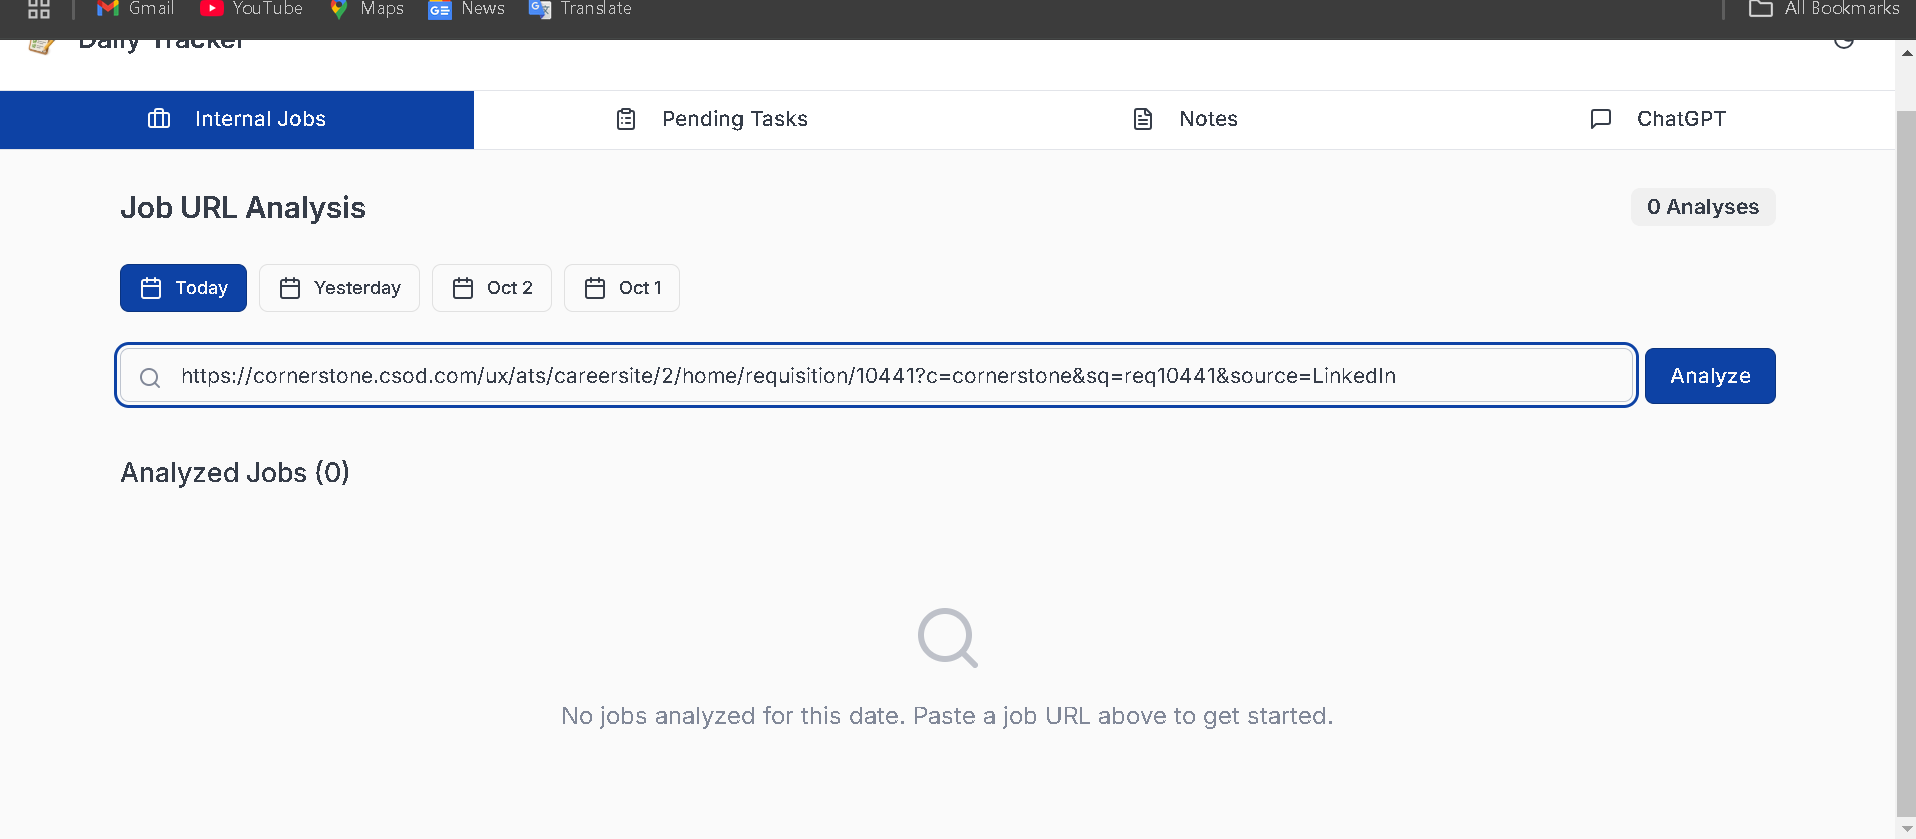 Gmail YouTube Maps News Translate All Bookmarks
Daily Tracker
Internal Jobs Pending Tasks Notes ChatGPT
Job URL Analysis 0 Analyses
Today Yesterday Oct 2 Oct 1
https://cornerstone.csod.com/ux/ats/careersite/2/home/requisition/10441?c=cornerstone&sq=req10441&source=LinkedIn Analyze
Analyzed Jobs (0)
No jobs analyzed for this date. Paste a job URL above to get started.